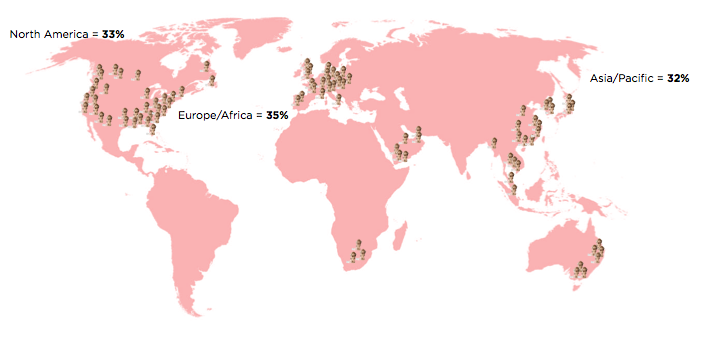 North America = 33%
Asia/Pacific = 32%
Europe/Africa = 35%